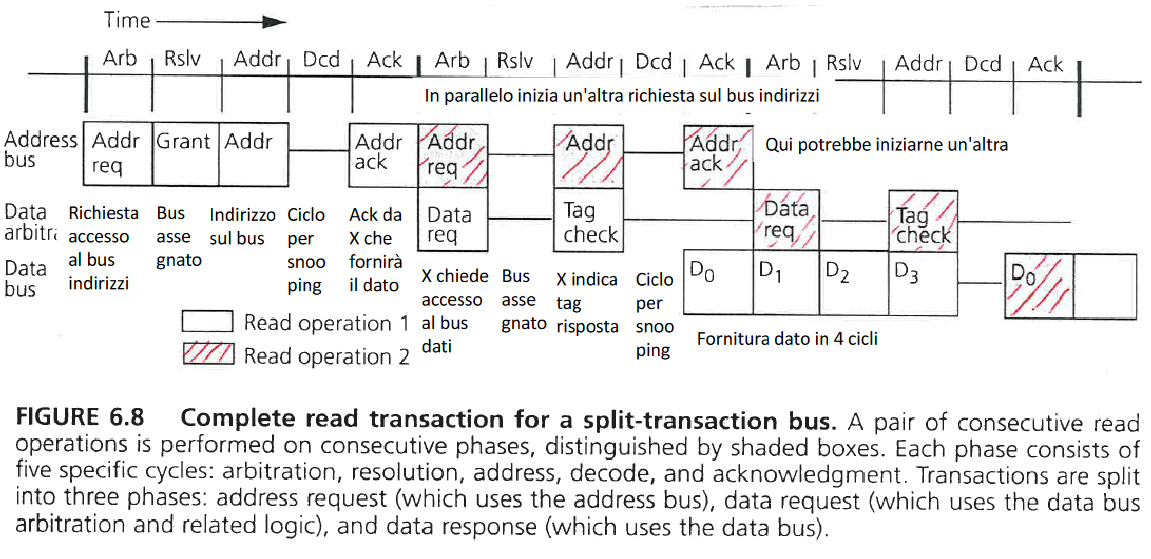 Time
Arb Rslv Addr Dcd Ack Arb Rslv Addr Dcd Ack Arb Rslv Addr Dcd Ack
In parallelo inizia un'altra richiesta sul bus indirizzi
Address
bus
Addr
req
Grant
Addr
Addr
ack
Addr
req
Addr
Addr
ack
Qui potrebbe iniziarne un'altra
Data
arbitra
Richiesta
accesso
al bus
indirizzi
Bus
asse
gnato
Indirizzo
sul bus
Ciclo
per
snoo
ping
Ack da
X che
fornirà
il dato
Data
req
Tag
check
Data
req
Tag
check
Data
bus
X chiede
accesso
al bus
dati
Bus
asse
gnato
X indica
tag
risposta
Ciclo
per
snoo
ping
D0
D1
D2
D3
D0
Fornitura dato in 4 cicli
Read operation 1
Read operation 2
FIGURE 6.8 Complete read transaction for a split-transaction bus. A pair of consecutive read
operations is performed on consecutive phases, distinguished by shaded boxes. Each phase consists of
five specific cycles: arbitration, resolution, address, decode, and acknowledgment. Transactions are split
into three phases: address request (which uses the address bus), data request (which uses the data bus
arbitration and related logic), and data response (which uses the data bus).